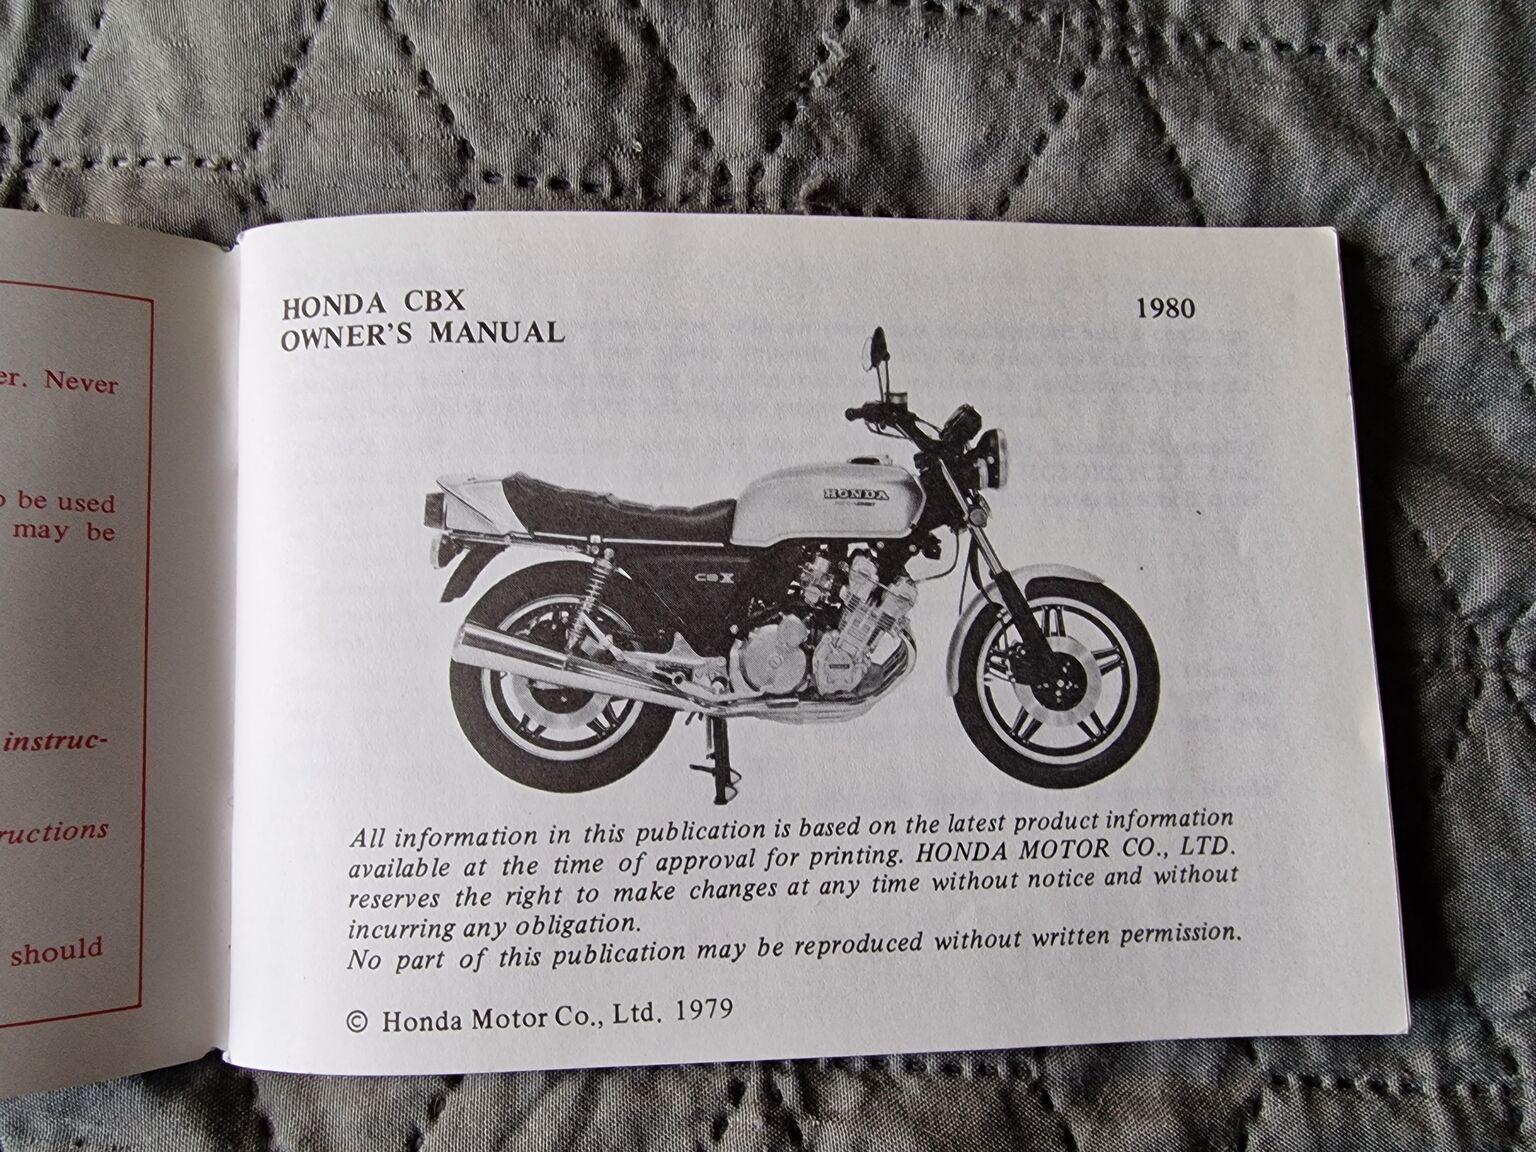 er. Never
be used
may be
instruc-
ructions
should
HONDA CBX
OWNER'S MANUAL
1980
HONDA
CBX
All information in this publication is based on the latest product information
available at the time of approval for printing. HONDA MOTOR CO., LTD.
reserves the right to make changes at any time without notice and without
incurring any obligation.
No part of this publication may be reproduced without written permission.
© Honda Motor Co., Ltd. 1979